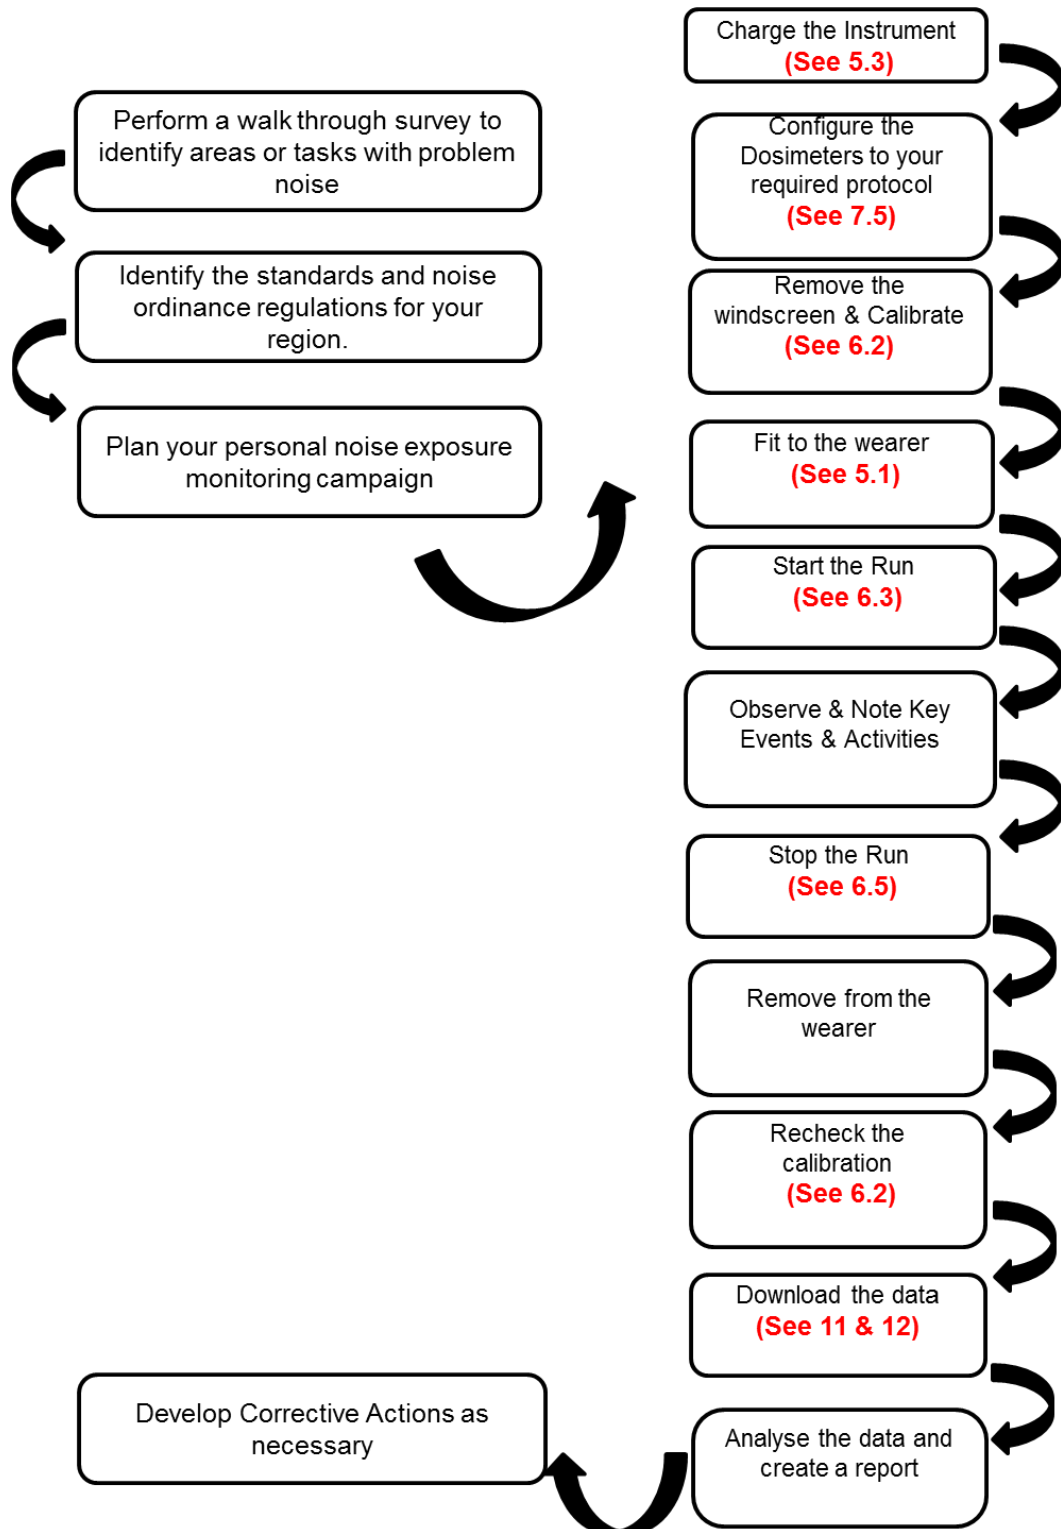 Perform a walk through survey to
identify areas or tasks with problem
noise
Identify the standards and noise
ordinance regulations for your
region.
Plan your personal noise exposure
monitoring campaign
Charge the Instrument
(See 5.3)
Configure the
Dosimeters to your
required protocol
(See 7.5)
Remove the
windscreen & Calibrate
(See 6.2)
Fit to the wearer
(See 5.1)
Start the Run
(See 6.3)
Observe & Note Key
Events & Activities
Stop the Run
(See 6.5)
Remove from the
wearer
Recheck the
calibration
(See 6.2)
Download the data
(See 11 & 12)
Analyse the data and
create a report
Develop Corrective Actions as
necessary